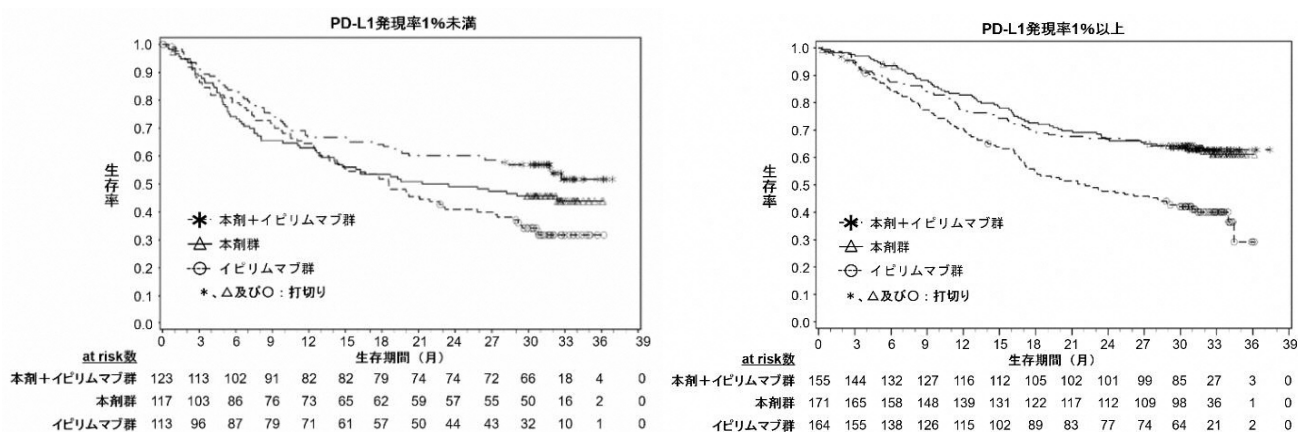 PD-L1発現率1%未満
1.0
0.9
0.8
0.7
0.6
0.5
0.4
0.3
0.2
0.1
0.0
生存率
本剤+イピリムマブ群
本剤群
イピリムマブ群
*、△及び○:打切り
0 3 6 9 12 15 18 21 24 27 30 33 36 39
生存期間(月)
at risk数
本剤+イピリムマブ群 123 113 102 91 82 82 79 74 74 72 66 18 4 0
本剤群 117 103 86 76 73 65 62 59 57 55 50 16 2 0
イピリムマブ群 113 96 87 79 71 61 57 50 44 43 32 10 1 0
PD-L1発現率1%以上
1.0
0.9
0.8
0.7
0.6
0.5
0.4
0.3
0.2
0.1
0.0
生存率
本剤+イピリムマブ群
本剤群
イピリムマブ群
*、△及び○:打切り
0 3 6 9 12 15 18 21 24 27 30 33 36 39
生存期間(月)
at risk数
本剤+イピリムマブ群 155 144 132 127 116 112 105 102 101 99 85 27 3 0
本剤群 171 165 158 148 139 131 122 117 112 109 98 36 1 0
イピリムマブ群 164 155 138 126 115 102 89 83 77 74 64 21 2 0